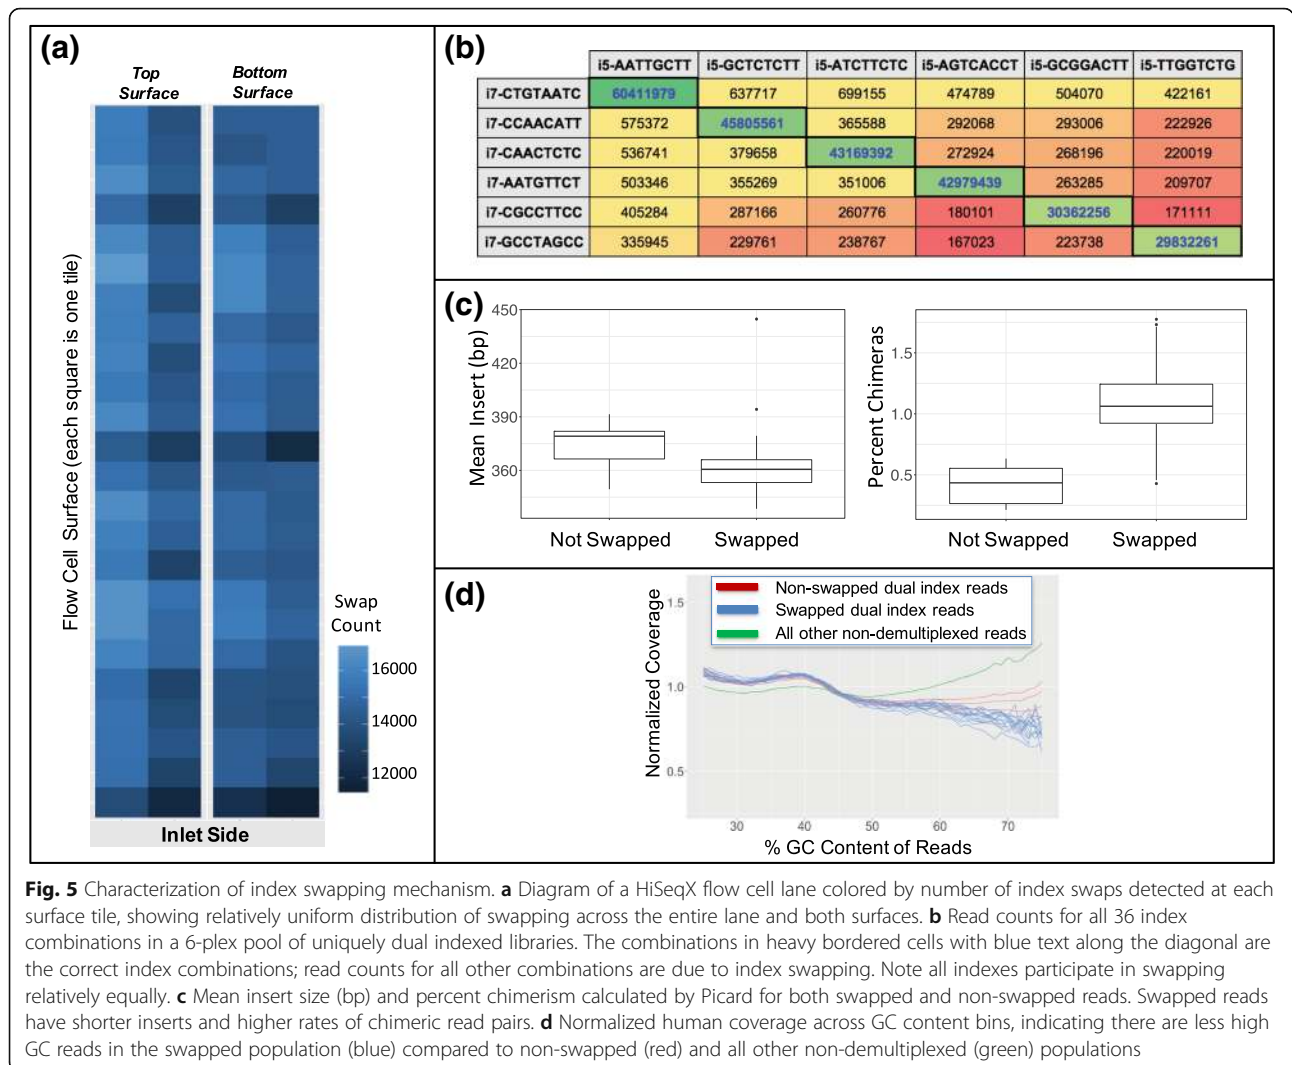 (a)
Top Surface
Bottom Surface
Flow Cell Surface (each square is one tile)
Inlet Side
Swap Count
16000
14000
12000
(b)
i5-AATTGCTT i5-GCTCTCTT i5-ATCTTCTC i5-AGTCACCT i5-GCGGACTT i5-TTGGTCTG
i7-CTGTAATC 60411979 637717 699155 474789 504070 422161
i7-CCAACATT 575372 45805561 365588 292068 293006 222926
i7-CAACTCTC 536741 379658 43169392 272924 268196 220019
i7-AATGTTCT 503346 355269 351006 42979439 263285 209707
i7-CGCCTTCC 405284 287166 260776 180101 30362256 171111
i7-GCCTAGCC 335945 229761 238767 167023 223738 29832261
(c)
Mean Insert (bp)
450
420
390
360
Not Swapped Swapped
Percent Chimeras
1.5
1.0
0.5
Not Swapped Swapped
(d)
Non-swapped dual index reads
Swapped dual index reads
All other non-demultiplexed reads
Normalized Coverage
1.5
1.0
0.5
30 40 50 60 70
% GC Content of Reads
Fig. 5 Characterization of index swapping mechanism. a Diagram of a HiSeqX flow cell lane colored by number of index swaps detected at each
surface tile, showing relatively uniform distribution of swapping across the entire lane and both surfaces. b Read counts for all 36 index
combinations in a 6-plex pool of uniquely dual indexed libraries. The combinations in heavy bordered cells with blue text along the diagonal are
the correct index combinations; read counts for all other combinations are due to index swapping. Note all indexes participate in swapping
relatively equally. c Mean insert size (bp) and percent chimerism calculated by Picard for both swapped and non-swapped reads. Swapped reads
have shorter inserts and higher rates of chimeric read pairs. d Normalized human coverage across GC content bins, indicating there are less high
GC reads in the swapped population (blue) compared to non-swapped (red) and all other non-demultiplexed (green) populations